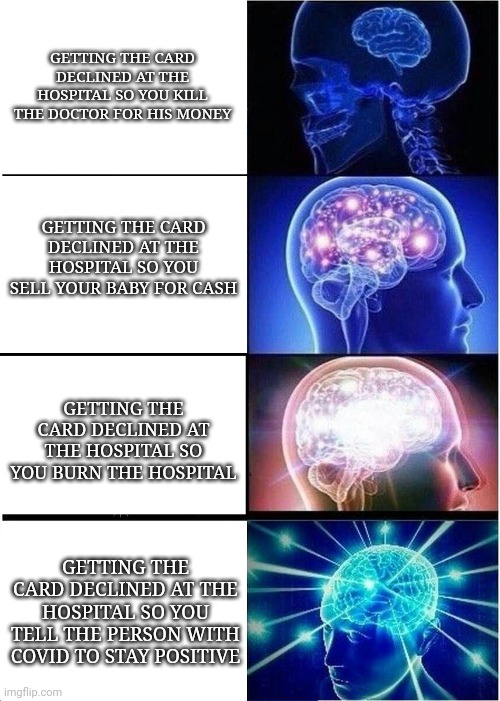 GETTING THE CARD
DECLINED AT THE
HOSPITAL SO YOU KILL
THE DOCTOR FOR HIS MONEY
GETTING THE CARD
DECLINED AT THE
HOSPITAL SO YOU
SELL YOUR BABY FOR CASH
GETTING THE
CARD DECLINED AT
THE HOSPITAL SO
YOU BURN THE HOSPITAL
GETTING THE
CARD DECLINED AT THE
HOSPITAL SO YOU
TELL THE PERSON WITH
COVID TO STAY POSITIVE
imgflip.com